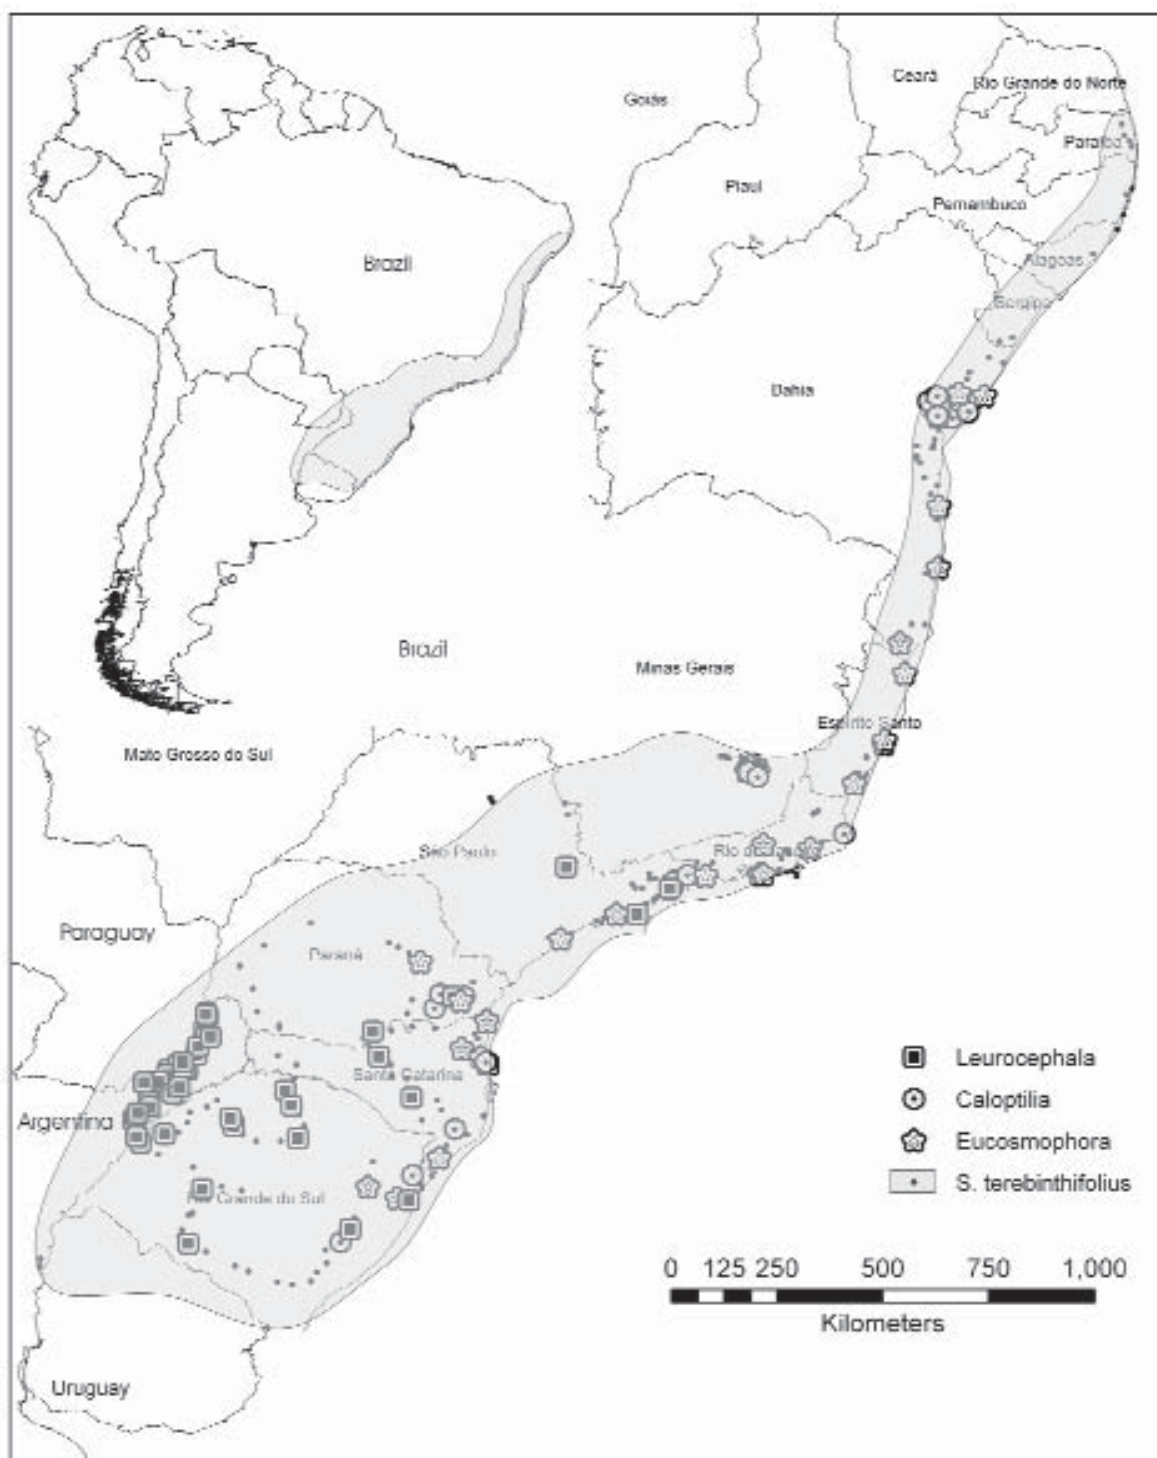 Ceará
Rio Grande do Norte
Goiás
Paraíba
Piauí
Pernambuco
Brazil
Alagoas
Sergipe
Bahia
Brazil
Minas Gerais
Espírito Santo
Mato Grosso do Sul
São Paulo
Paraguay
Paraná
Leurocephala
Santa Catarina
Caloptilia
Argentina
Eucosmophora
S. terebinthifolius
Grande du Sul
0 125 250 500 750 1,000
Kilometers
Uruguay